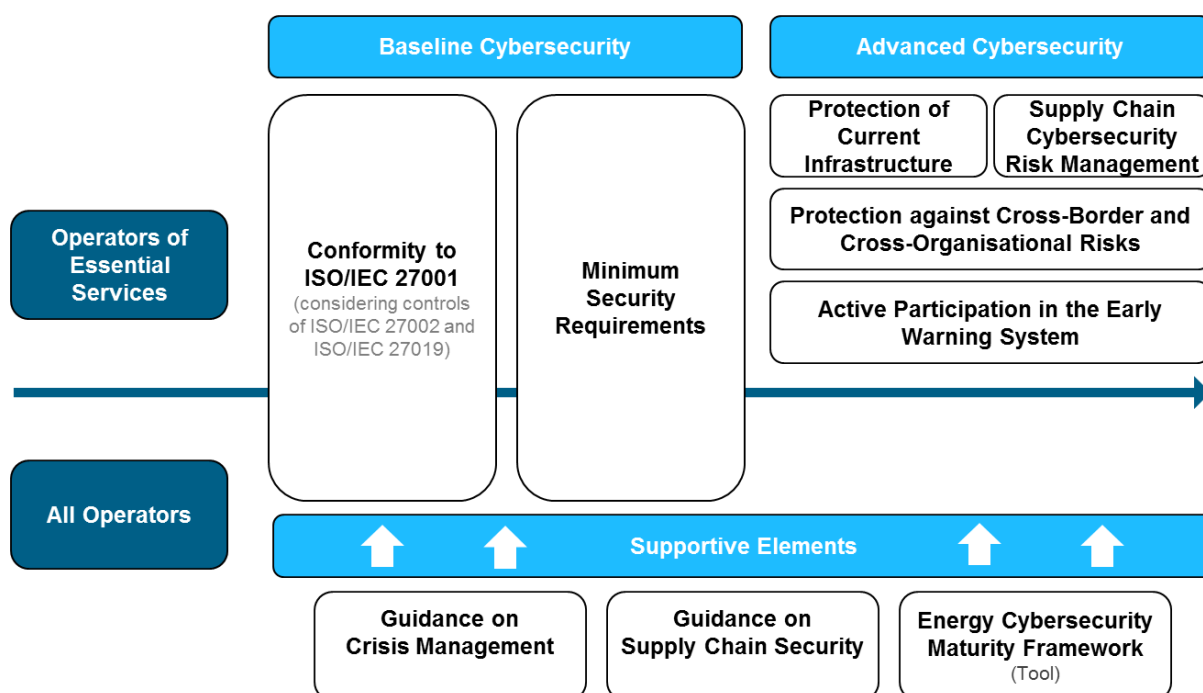 Baseline Cybersecurity
Advanced Cybersecurity
Operators of
Essential
Services
Conformity to
ISO/IEC 27001
(considering controls
of ISO/IEC 27002 and
ISO/IEC 27019)
Minimum
Security
Requirements
Protection of
Current
Infrastructure
Supply Chain
Cybersecurity
Risk Management
Protection against Cross-Border and
Cross-Organisational Risks
Active Participation in the Early
Warning System
All Operators
Supportive Elements
Guidance on
Crisis Management
Guidance on
Supply Chain Security
Energy Cybersecurity
Maturity Framework
(Tool)